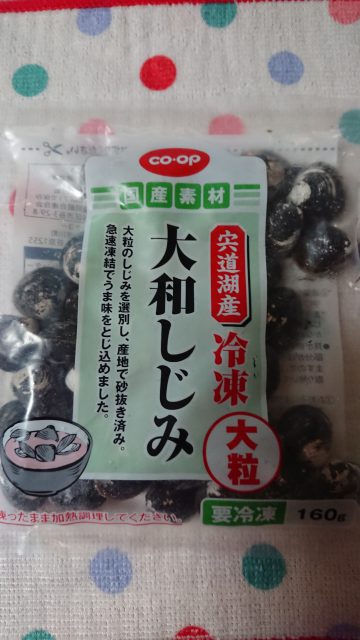 co·op
国産素材
宍道湖産
冷凍
大和しじみ
大粒
大粒のしじみを選別し、産地で砂抜き済み。
急速凍結でうま味をとじ込めました。
要冷凍 160g
ったまま加熱調理してください